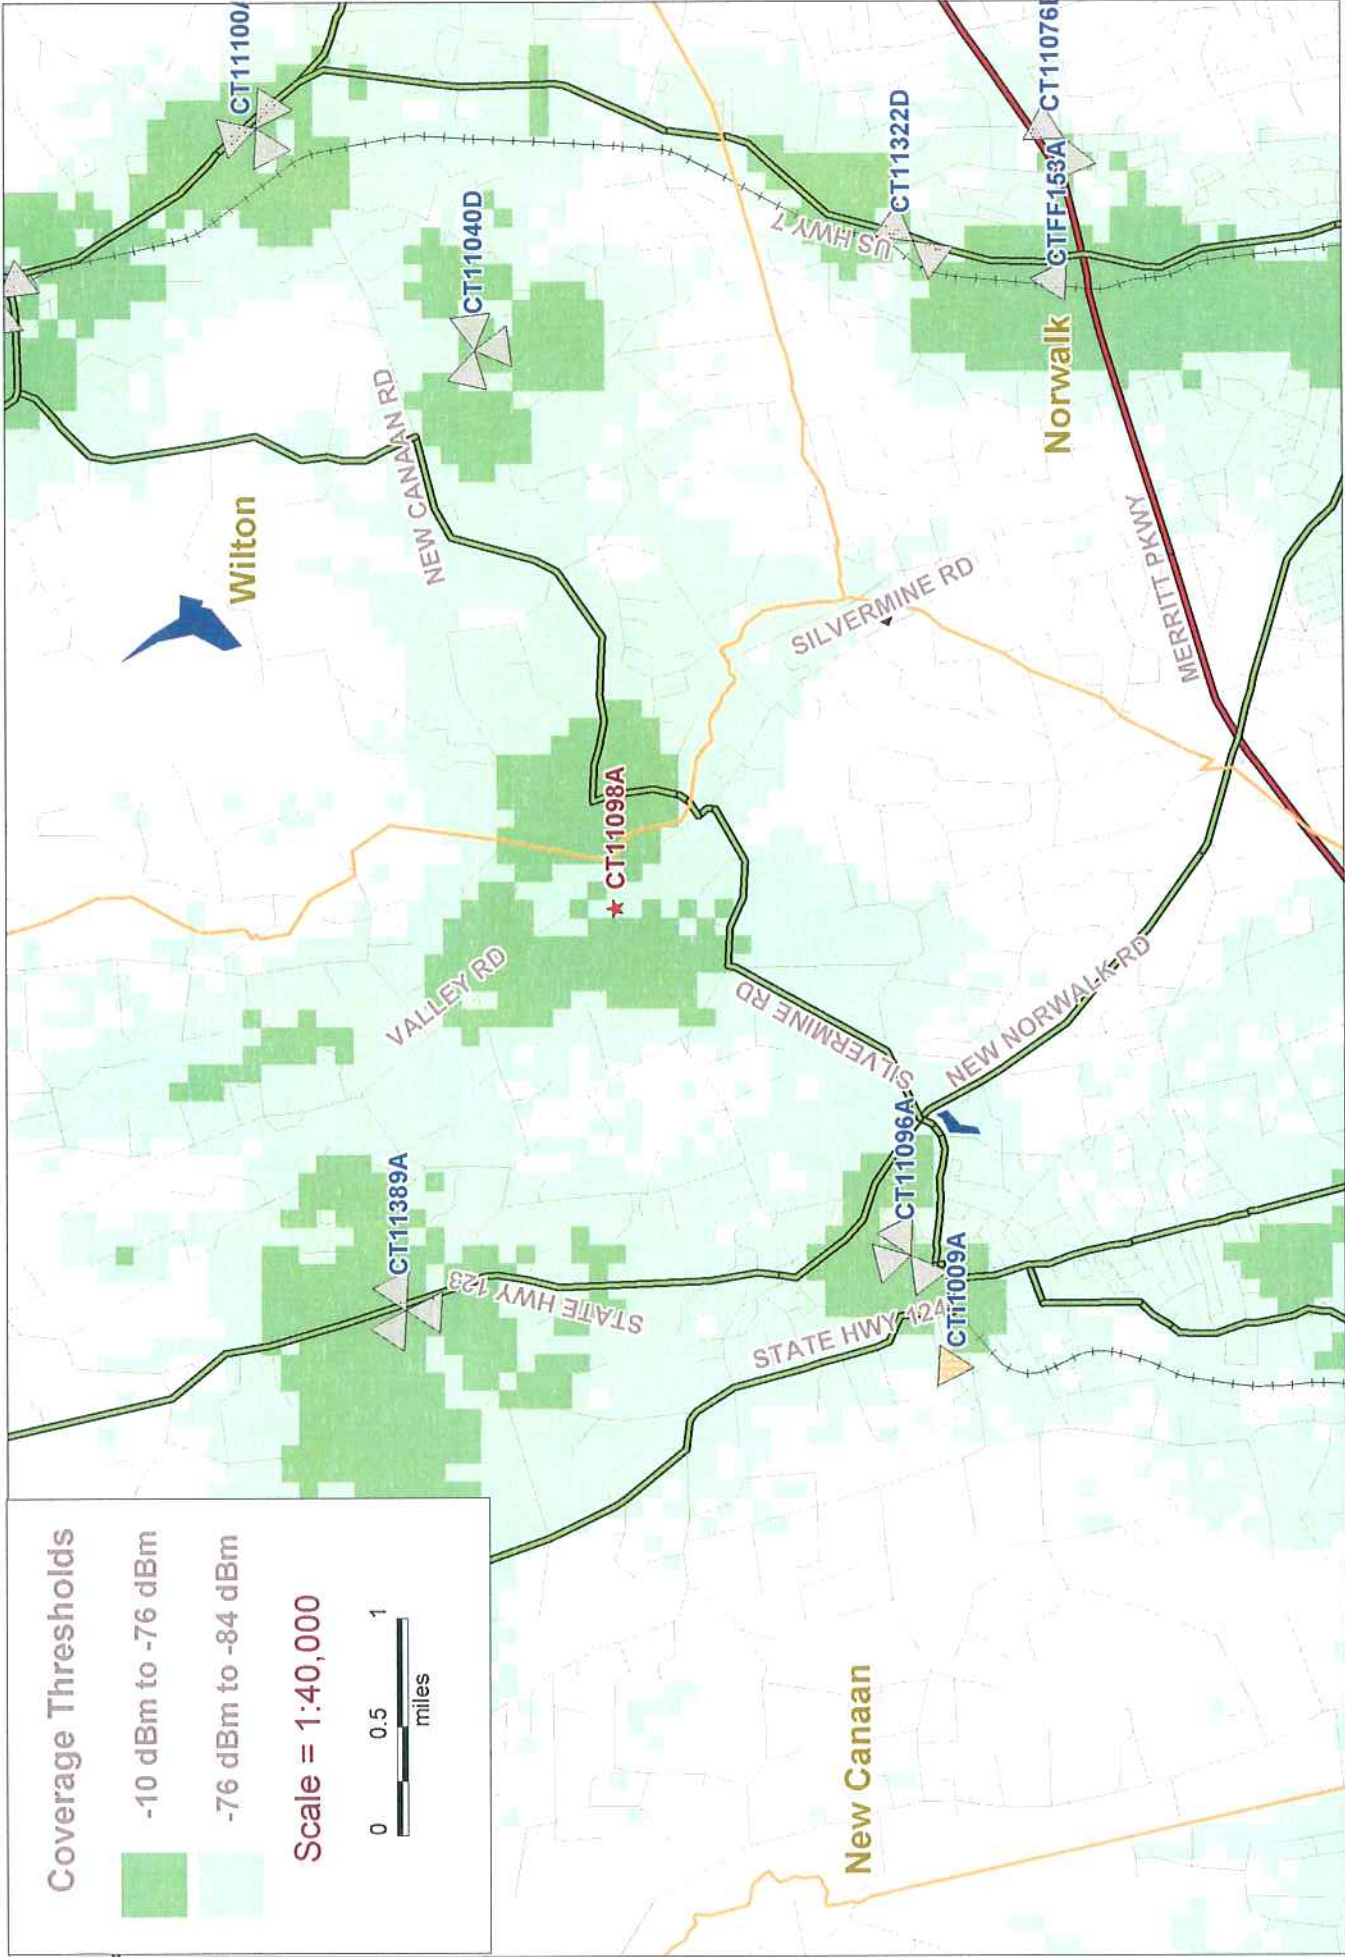 Coverage Thresholds
-10 dBm to -76 dBm
-76 dBm to -84 dBm
Scale = 1:40,000
0 0.5 1
miles
New Canaan
CT11389A
STATE HWY 123
STATE HWY 124
CT11009A
CT11096A
SILVERMINE RD
NEW NORWALK RD
VALLEY RD
CT11098A
Wilton
NEW CANAAN RD
SILVERMINE RD
MERRITT PKWY
Norwalk
CT11040D
US HWY 7
CT11322D
CTFF153A
CT11100A
CT11076